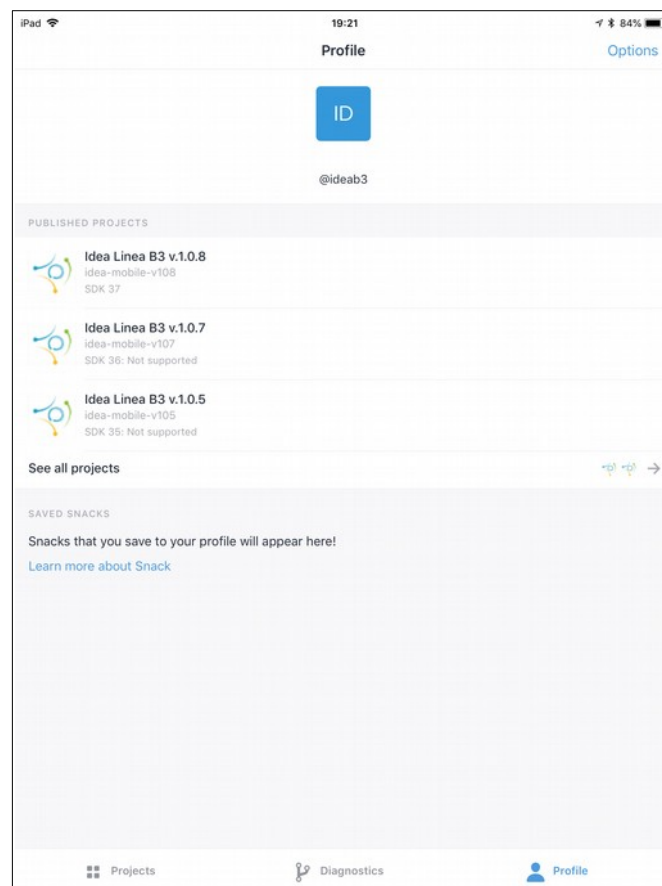 iPad 19:21 84%
Profile Options
ID
@ideab3
PUBLISHED PROJECTS
Idea Linea B3 v.1.0.8
idea-mobile-v108
SDK 37
Idea Linea B3 v.1.0.7
idea-mobile-v107
SDK 36: Not supported
Idea Linea B3 v.1.0.5
idea-mobile-v105
SDK 35: Not supported
See all projects
SAVED SNACKS
Snacks that you save to your profile will appear here!
Learn more about Snack
Projects Diagnostics Profile